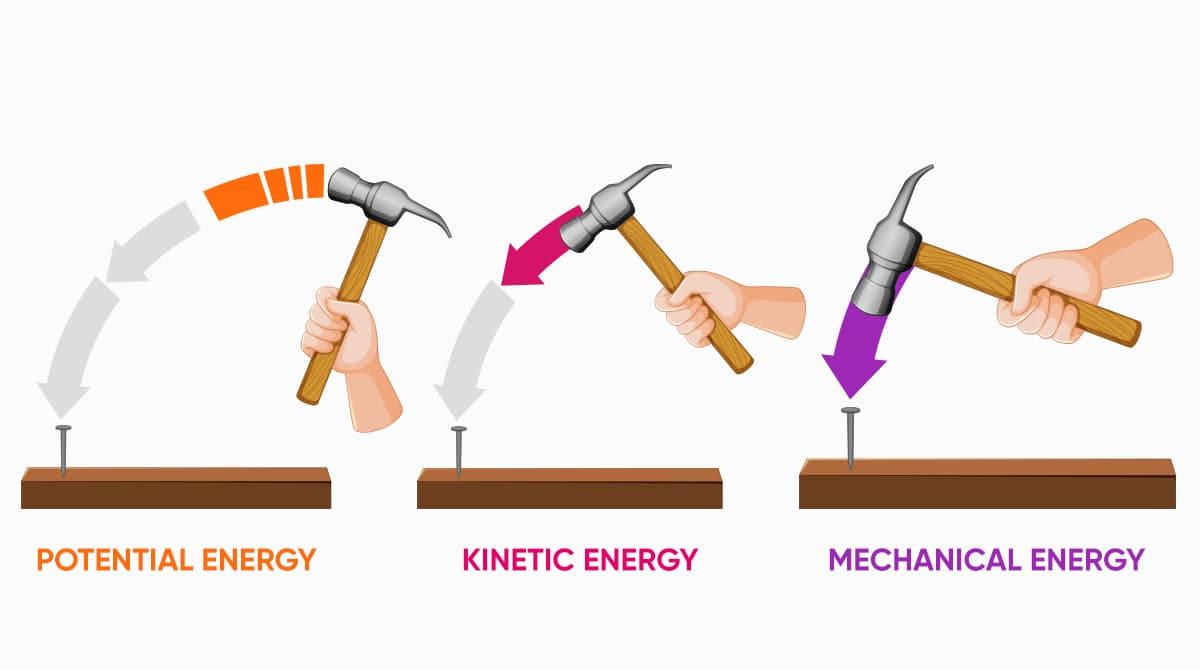 POTENTIAL ENERGY
KINETIC ENERGY
MECHANICAL ENERGY